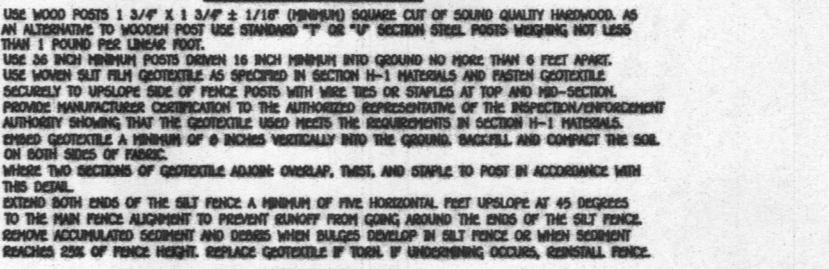 USE WOOD POSTS 1 3/4" X 1 3/4" ± 1/16" (MINIMUM) SQUARE CUT OF SOUND QUALITY HARDWOOD. AS
AN ALTERNATIVE TO WOODEN POST USE STANDARD "T" OR "U" SECTION STEEL POSTS WEIGHING NOT LESS
THAN 1 POUND PER LINEAR FOOT.
USE 36 INCH MINIMUM POSTS DRIVEN 16 INCH MINIMUM INTO GROUND NO MORE THAN 6 FEET APART.
USE WOVEN SLIT FILM GEOTEXTILE AS SPECIFIED IN SECTION H-1 MATERIALS AND FASTEN GEOTEXTILE
SECURELY TO UPSLOPE SIDE OF FENCE POSTS WITH WIRE TIES OR STAPLES AT TOP AND MID-SECTION.
PROVIDE MANUFACTURER CERTIFICATION TO THE AUTHORIZED REPRESENTATIVE OF THE INSPECTION/ENFORCEMENT
AUTHORITY SHOWING THAT THE GEOTEXTILE USED MEETS THE REQUIREMENTS IN SECTION H-1 MATERIALS.
EMBED GEOTEXTILE A MINIMUM OF 8 INCHES VERTICALLY INTO THE GROUND. BACKFILL AND COMPACT THE SOIL
ON BOTH SIDES OF FABRIC.
WHERE TWO SECTIONS OF GEOTEXTILE ADJOIN: OVERLAP, TWIST, AND STAPLE TO POST IN ACCORDANCE WITH
THIS DETAIL.
EXTEND BOTH ENDS OF THE SILT FENCE A MINIMUM OF FIVE HORIZONTAL FEET UPSLOPE AT 45 DEGREES
TO THE MAIN FENCE ALIGNMENT TO PREVENT RUNOFF FROM GOING AROUND THE ENDS OF THE SILT FENCE.
REMOVE ACCUMULATED SEDIMENT AND DEBRIS WHEN BULGES DEVELOP IN SILT FENCE OR WHEN SEDIMENT
REACHES 25% OF FENCE HEIGHT. REPLACE GEOTEXTILE IF TORN. IF UNDERMINING OCCURS, REINSTALL FENCE.